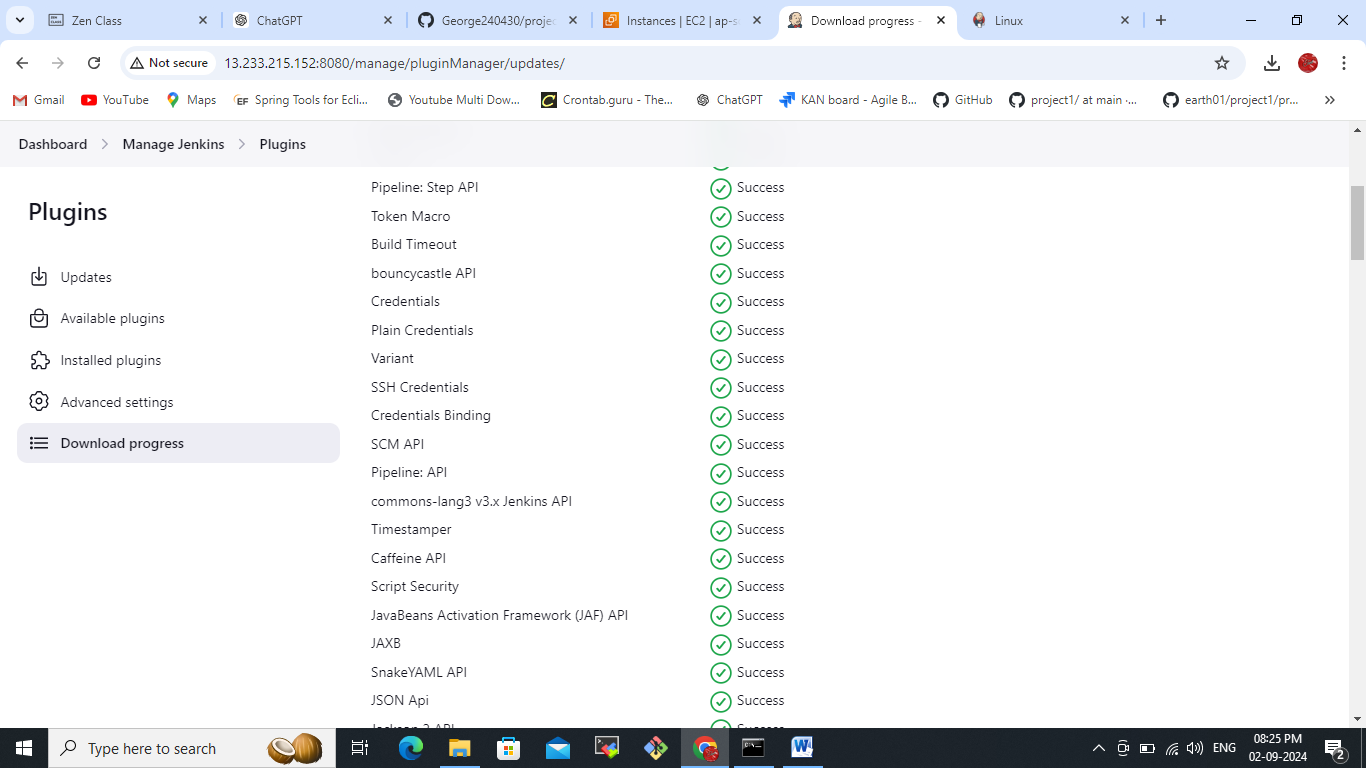 Zen Class
ChatGPT
George240430/projec
Instances | EC2 | ap-s
Download progress -
Linux
Not secure
13.233.215.152:8080/manage/pluginManager/updates/
Gmail
YouTube
Maps
EF
Spring Tools for Ecli...
Youtube Multi Dow...
Crontab.guru - The...
ChatGPT
KAN board - Agile B...
GitHub
project1/ at main ·...
earth01/project1/pr...
Dashboard
Manage Jenkins
Plugins
Plugins
Updates
Available plugins
Installed plugins
Advanced settings
Download progress
Pipeline: Step API Success
Token Macro Success
Build Timeout Success
bouncycastle API Success
Credentials Success
Plain Credentials Success
Variant Success
SSH Credentials Success
Credentials Binding Success
SCM API Success
Pipeline: API Success
commons-lang3 v3.x Jenkins API Success
Timestamper Success
Caffeine API Success
Script Security Success
JavaBeans Activation Framework (JAF) API Success
JAXB Success
SnakeYAML API Success
JSON Api Success
Type here to search
ENG
08:25 PM
02-09-2024
2